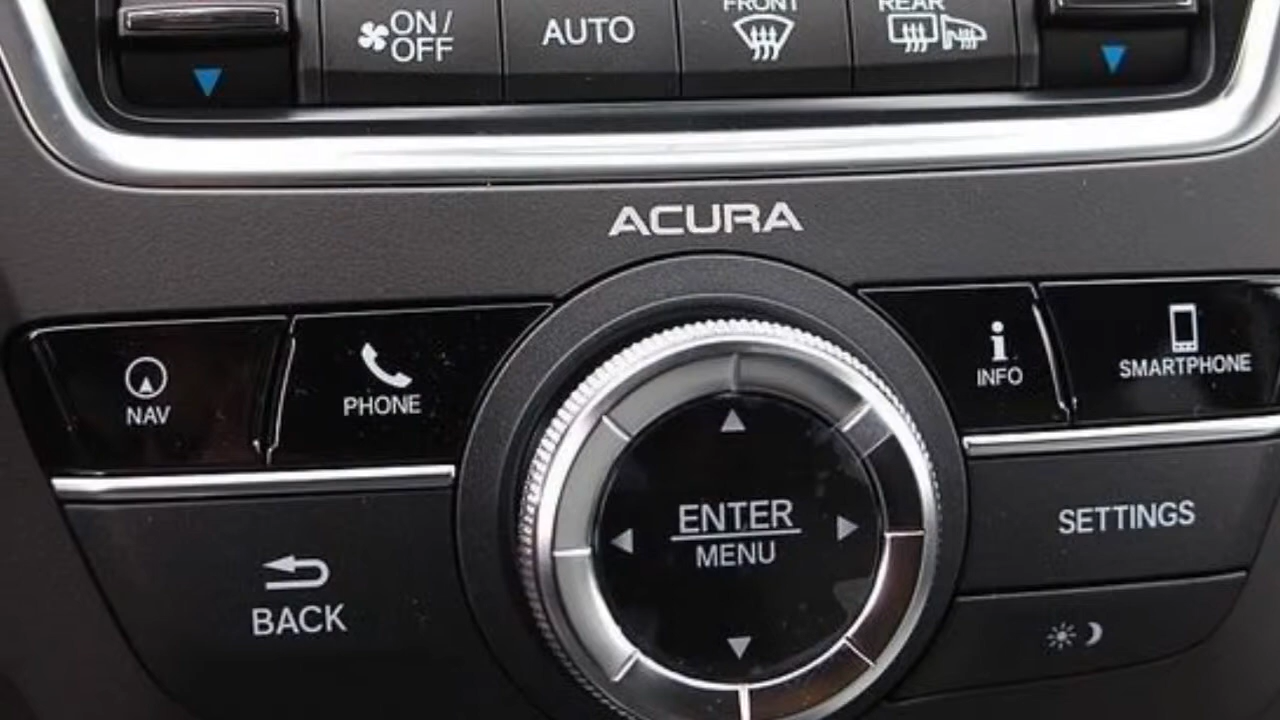 ON/
OFF
AUTO
FRONT
REAR
ACURA
NAV
PHONE
INFO
SMARTPHONE
ENTER
MENU
SETTINGS
BACK